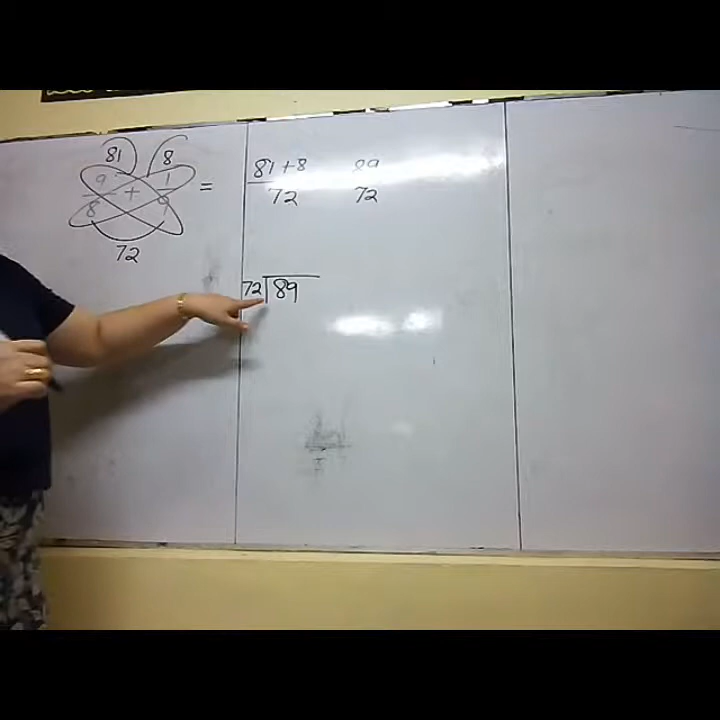 81 8
9 + 1 = 81+8 89
8 9 72 72
72
72 89